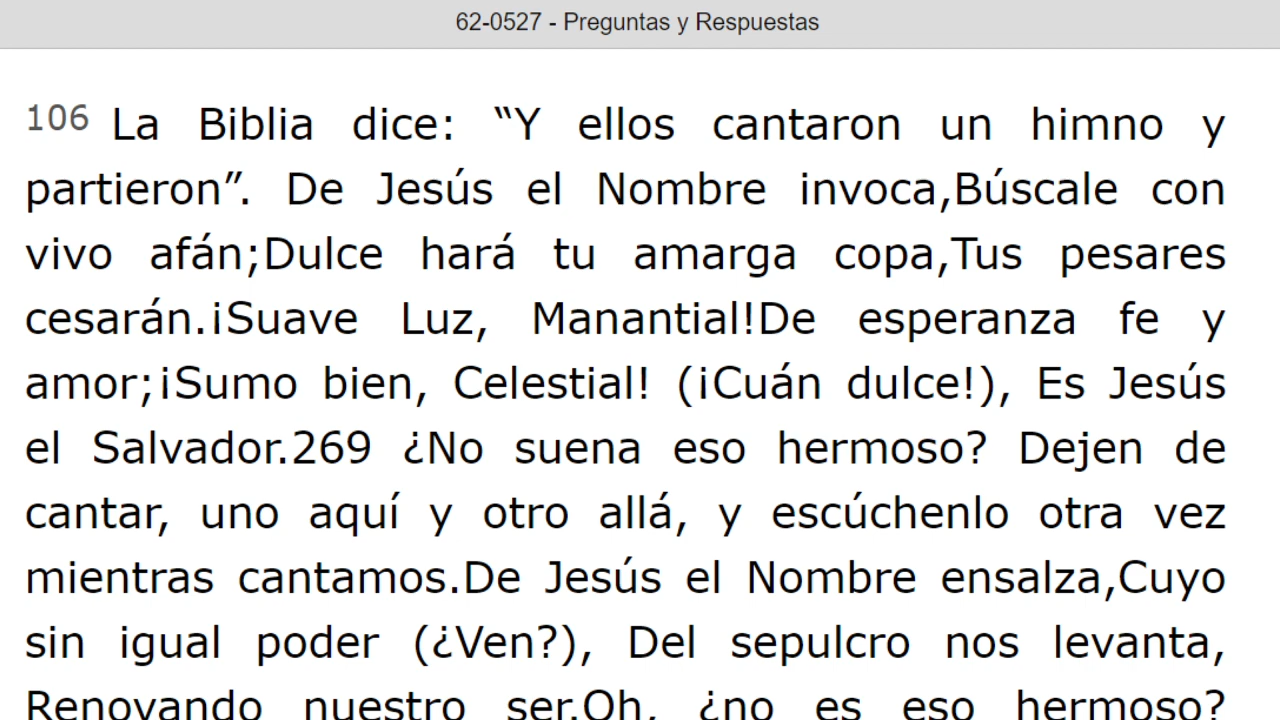 62-0527 - Preguntas y Respuestas
106 La Biblia dice: “Y ellos cantaron un himno y
partieron”. De Jesús el Nombre invoca,Búscale con
vivo afán;Dulce hará tu amarga copa,Tus pesares
cesarán.¡Suave Luz, Manantial!De esperanza fe y
amor;¡Sumo bien, Celestial! (¡Cuán dulce!), Es Jesús
el Salvador.269 ¿No suena eso hermoso? Dejen de
cantar, uno aquí y otro allá, y escúchenlo otra vez
mientras cantamos.De Jesús el Nombre ensalza,Cuyo
sin igual poder (¿Ven?), Del sepulcro nos levanta,
Renovando nuestro ser.Oh, ¿no es eso hermoso?